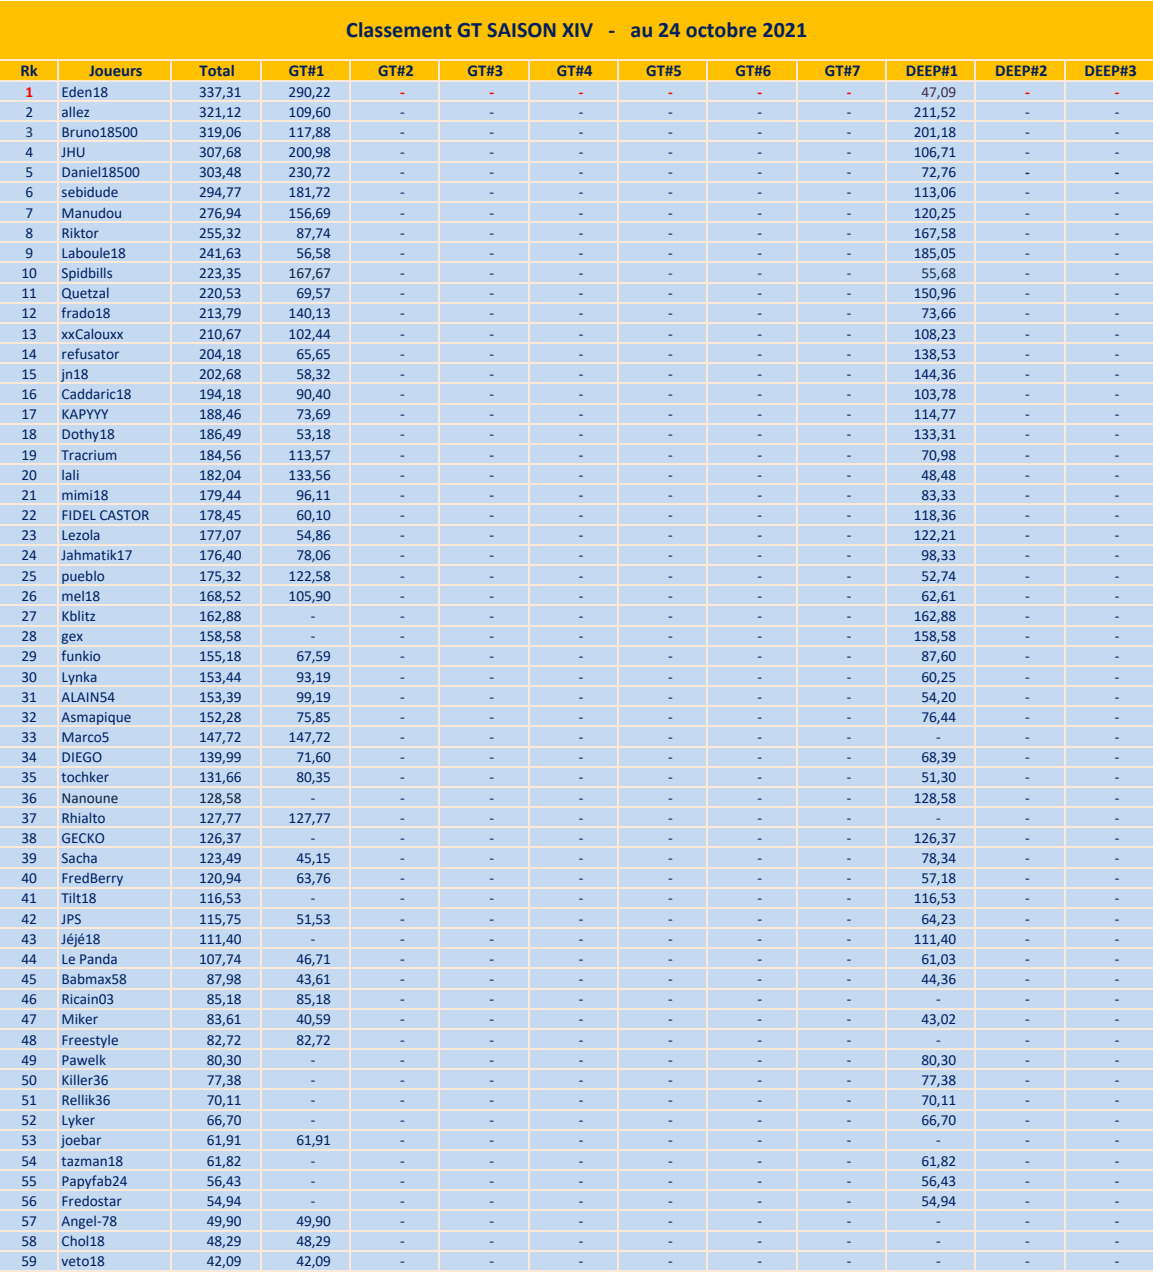 Classement GT SAISON XIV - au 24 octobre 2021
Rk Joueurs Total GT#1 GT#2 GT#3 GT#4 GT#5 GT#6 GT#7 DEEP#1 DEEP#2 DEEP#3
1 Eden18 337,31 290,22 - - - - - - 47,09 - -
2 allez 321,12 109,60 - - - - - - 211,52 - -
3 Bruno18500 319,06 117,88 - - - - - - 201,18 - -
4 JHU 307,68 200,98 - - - - - - 106,71 - -
5 Daniel18500 303,48 230,72 - - - - - - 72,76 - -
6 sebidude 294,77 181,72 - - - - - - 113,06 - -
7 Manudou 276,94 156,69 - - - - - - 120,25 - -
8 Riktor 255,32 87,74 - - - - - - 167,58 - -
9 Laboule18 241,63 56,58 - - - - - - 185,05 - -
10 Spidbills 223,35 167,67 - - - - - - 55,68 - -
11 Quetzal 220,53 69,57 - - - - - - 150,96 - -
12 frado18 213,79 140,13 - - - - - - 73,66 - -
13 xxCalouxx 210,67 102,44 - - - - - - 108,23 - -
14 refusator 204,18 65,65 - - - - - - 138,53 - -
15 jn18 202,68 58,32 - - - - - - 144,36 - -
16 Caddaric18 194,18 90,40 - - - - - - 103,78 - -
17 KAPYYY 188,46 73,69 - - - - - - 114,77 - -
18 Dothy18 186,49 53,18 - - - - - - 133,31 - -
19 Tracrium 184,56 113,57 - - - - - - 70,98 - -
20 lali 182,04 133,56 - - - - - - 48,48 - -
21 mimi18 179,44 96,11 - - - - - - 83,33 - -
22 FIDEL CASTOR 178,45 60,10 - - - - - - 118,36 - -
23 Lezola 177,07 54,86 - - - - - - 122,21 - -
24 Jahmatik17 176,40 78,06 - - - - - - 98,33 - -
25 pueblo 175,32 122,58 - - - - - - 52,74 - -
26 mel18 168,52 105,90 - - - - - - 62,61 - -
27 Kblitz 162,88 - - - - - - - 162,88 - -
28 gex 158,58 - - - - - - - 158,58 - -
29 funkio 155,18 67,59 - - - - - - 87,60 - -
30 Lynka 153,44 93,19 - - - - - - 60,25 - -
31 ALAIN54 153,39 99,19 - - - - - - 54,20 - -
32 Asmapique 152,28 75,85 - - - - - - 76,44 - -
33 Marco5 147,72 147,72 - - - - - - - - -
34 DIEGO 139,99 71,60 - - - - - - 68,39 - -
35 tochker 131,66 80,35 - - - - - - 51,30 - -
36 Nanoune 128,58 - - - - - - - 128,58 - -
37 Rhialto 127,77 127,77 - - - - - - - - -
38 GECKO 126,37 - - - - - - - 126,37 - -
39 Sacha 123,49 45,15 - - - - - - 78,34 - -
40 FredBerry 120,94 63,76 - - - - - - 57,18 - -
41 Tilt18 116,53 - - - - - - - 116,53 - -
42 JPS 115,75 51,53 - - - - - - 64,23 - -
43 Jéjé18 111,40 - - - - - - - 111,40 - -
44 Le Panda 107,74 46,71 - - - - - - 61,03 - -
45 Babmax58 87,98 43,61 - - - - - - 44,36 - -
46 Ricain03 85,18 85,18 - - - - - - - - -
47 Miker 83,61 40,59 - - - - - - 43,02 - -
48 Freestyle 82,72 82,72 - - - - - - - - -
49 Pawelk 80,30 - - - - - - - 80,30 - -
50 Killer36 77,38 - - - - - - - 77,38 - -
51 Rellik36 70,11 - - - - - - - 70,11 - -
52 Lyker 66,70 - - - - - - - 66,70 - -
53 joebar 61,91 61,91 - - - - - - - - -
54 tazman18 61,82 - - - - - - - 61,82 - -
55 Papyfab24 56,43 - - - - - - - 56,43 - -
56 Fredostar 54,94 - - - - - - - 54,94 - -
57 Angel-78 49,90 49,90 - - - - - - - - -
58 Chol18 48,29 48,29 - - - - - - - - -
59 veto18 42,09 42,09 - - - - - - - - -